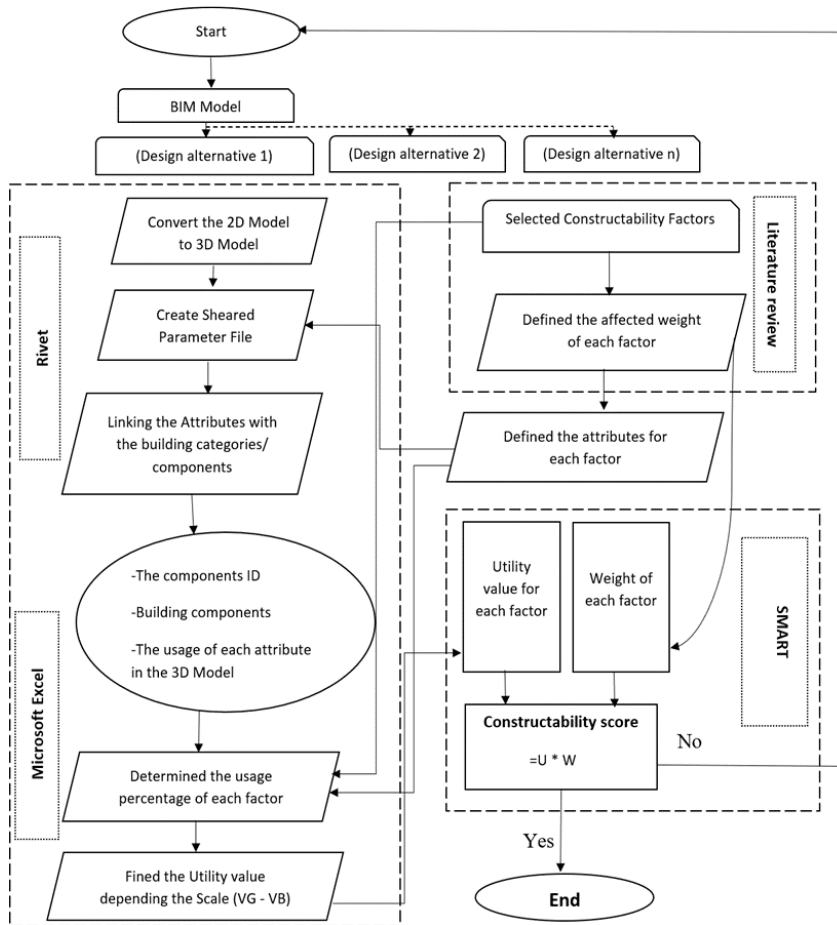 Start
BIM Model
(Design alternative 1)
(Design alternative 2)
(Design alternative n)
Rivet
Convert the 2D Model
to 3D Model
Create Sheared
Parameter File
Linking the Attributes with
the building categories/
components
-The components ID
-Building components
-The usage of each attribute
in the 3D Model
Microsoft Excel
Determined the usage
percentage of each factor
Fined the Utility value
depending the Scale (VG - VB)
Selected Constructability Factors
Literature review
Defined the affected weight
of each factor
Defined the attributes for
each factor
Utility
value for
each factor
Weight of
each factor
SMART
Constructability score
=U * W
No
Yes
End